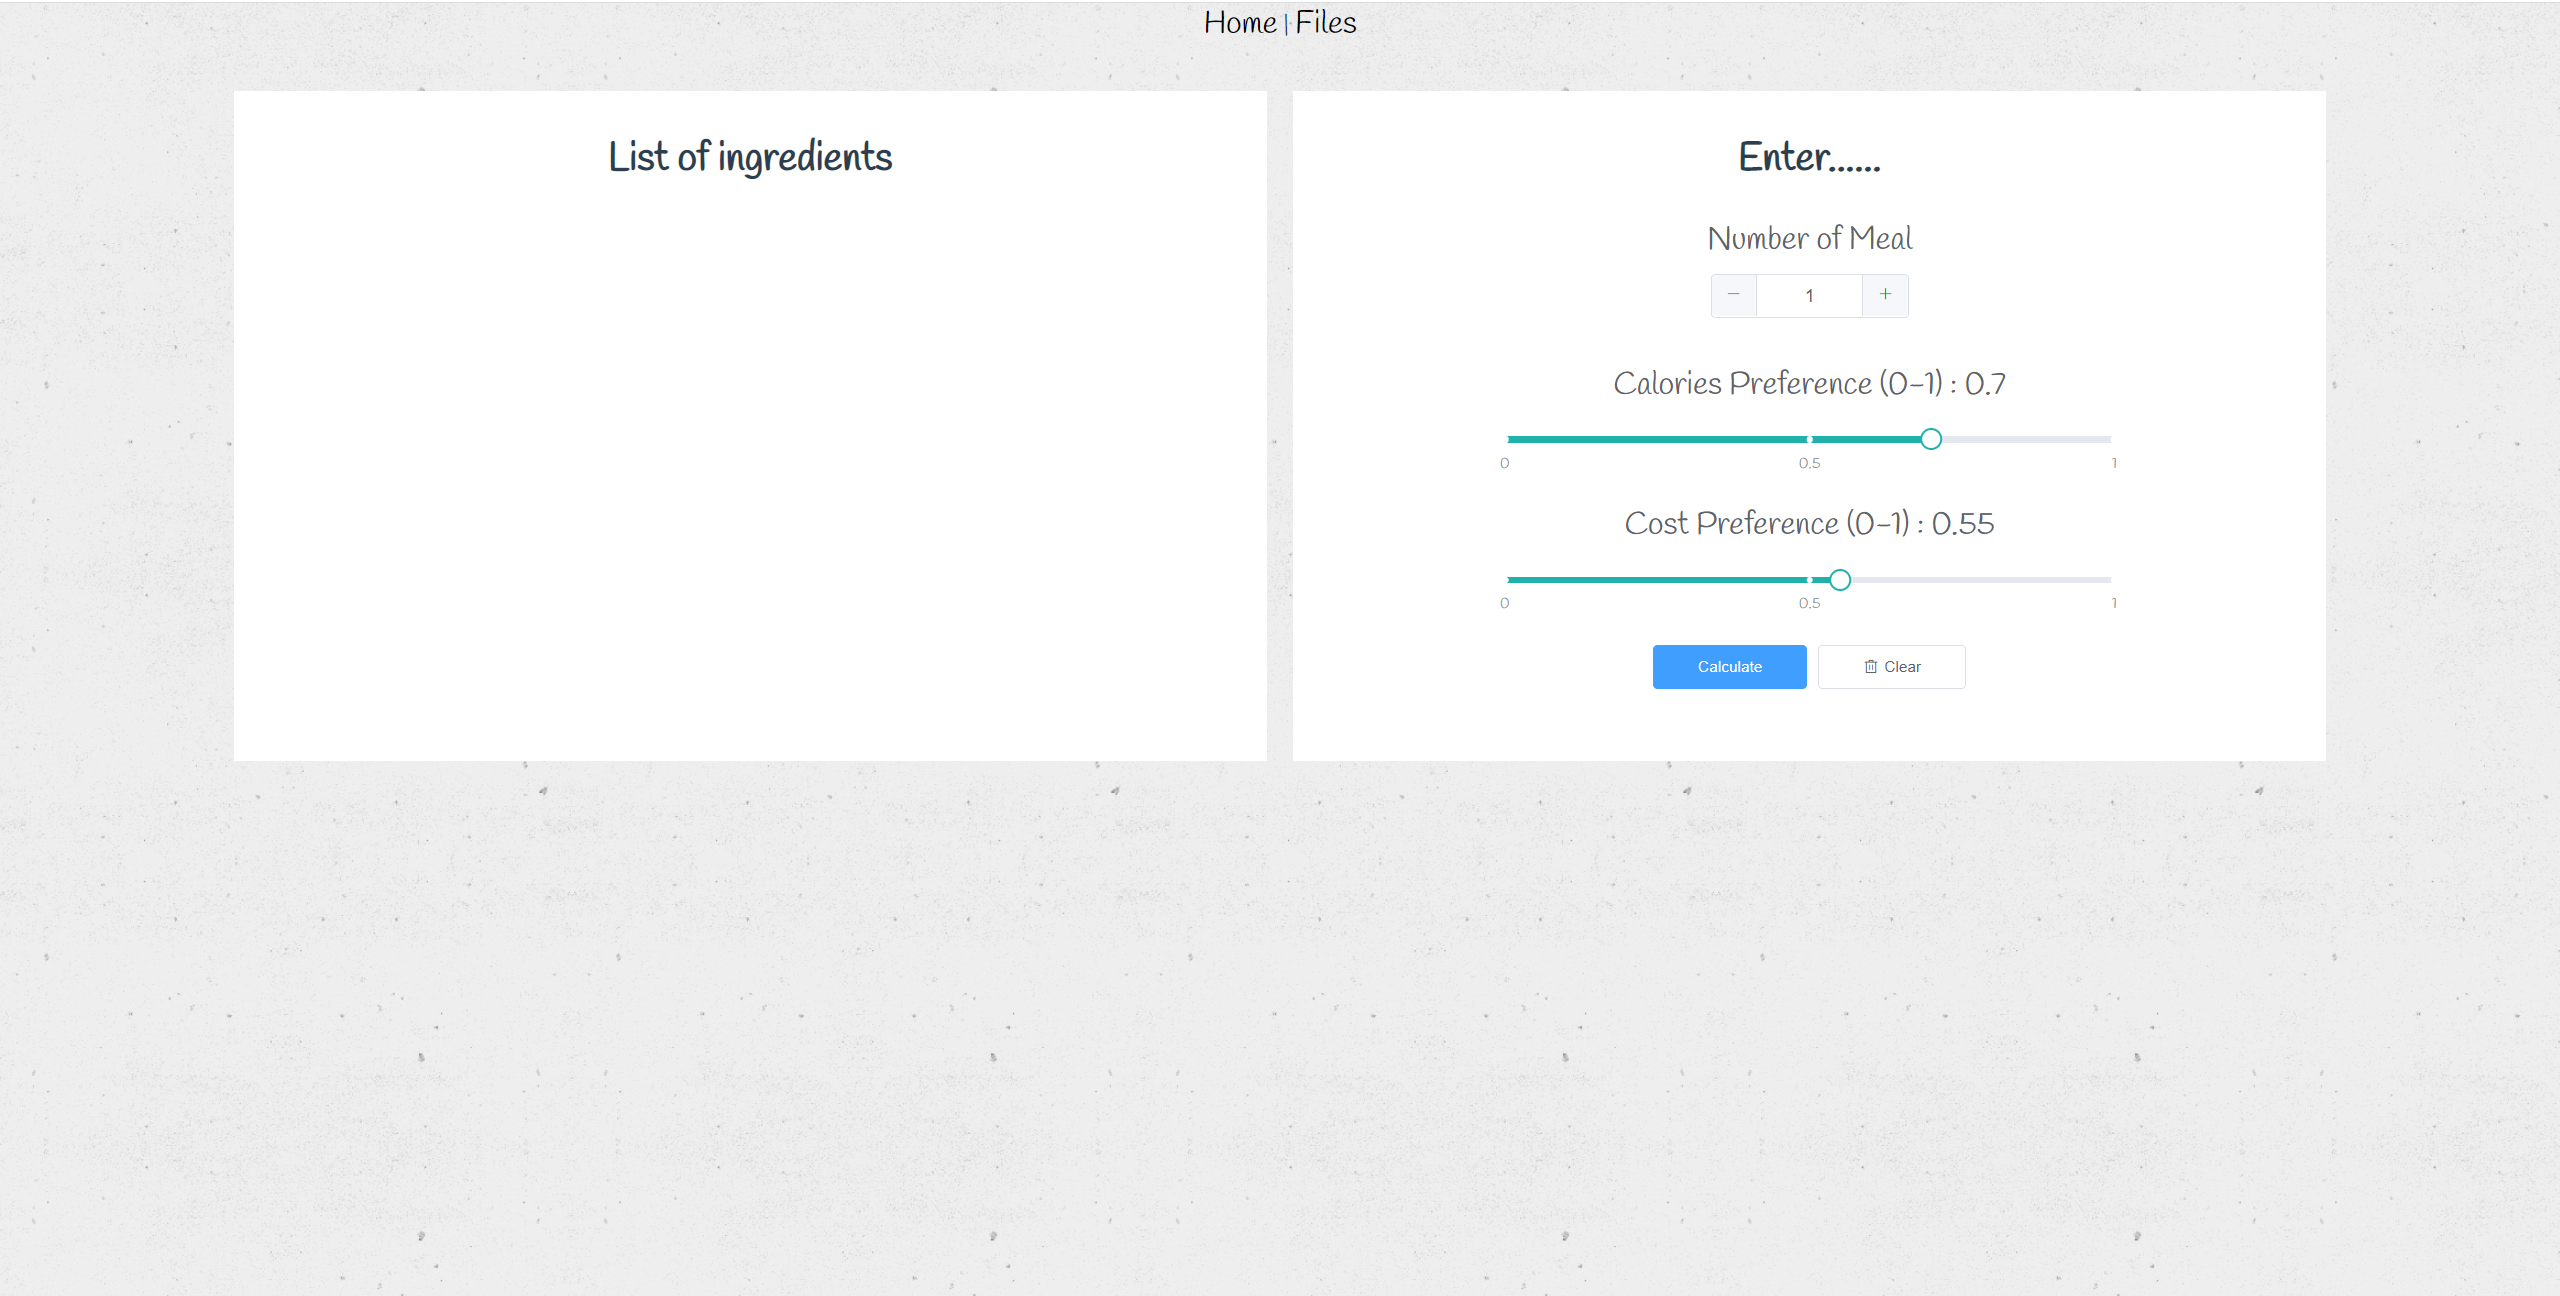 Home | Files
List of ingredients
Enter......
Number of Meal
1
Calories Preference (0-1) : 0.7
0 0.5 1
Cost Preference (0-1) : 0.55
0 0.5 1
Calculate
Clear